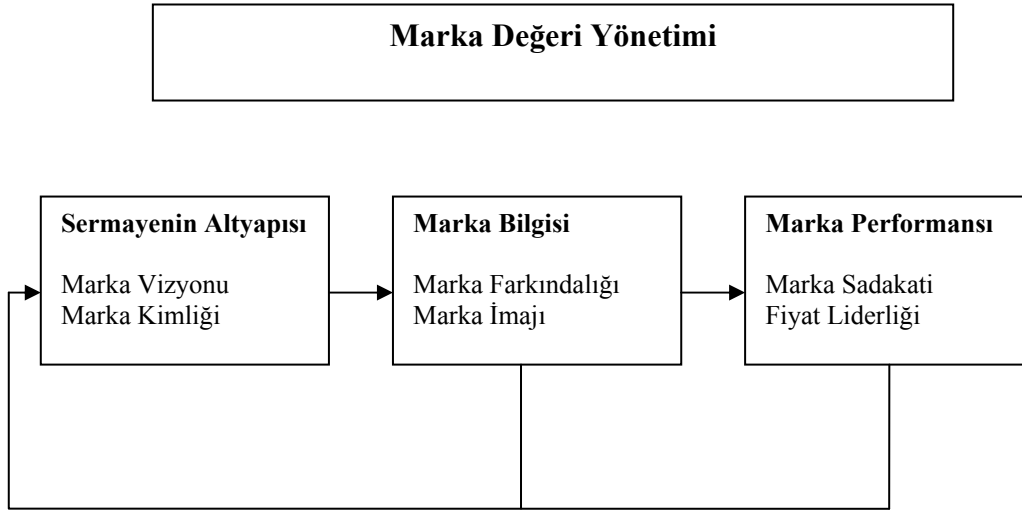 Marka Değeri Yönetimi
Sermayenin Altyapısı
Marka Vizyonu
Marka Kimliği
Marka Bilgisi
Marka Farkındalığı
Marka İmajı
Marka Performansı
Marka Sadakati
Fiyat Liderliği